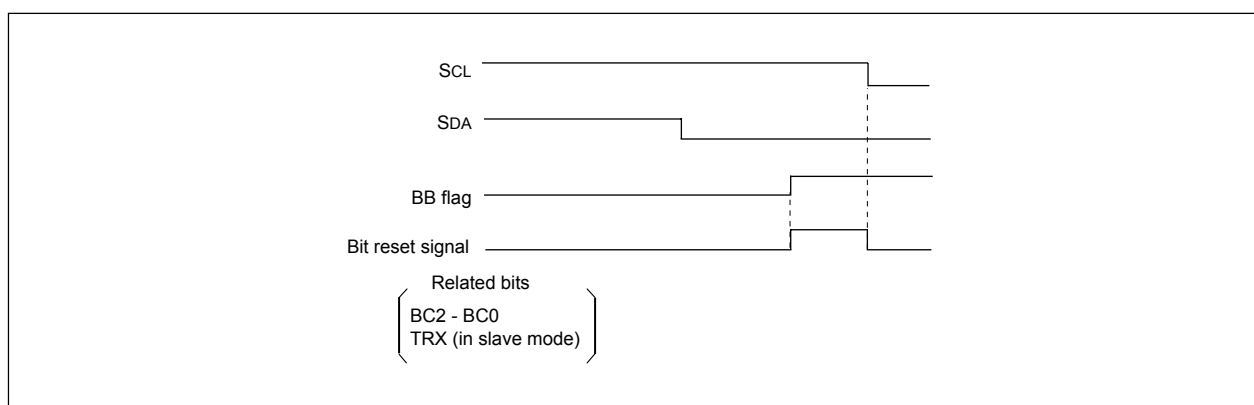 SCL
SDA
BB flag
Bit reset signal
Related bits
BC2 - BC0
TRX (in slave mode)